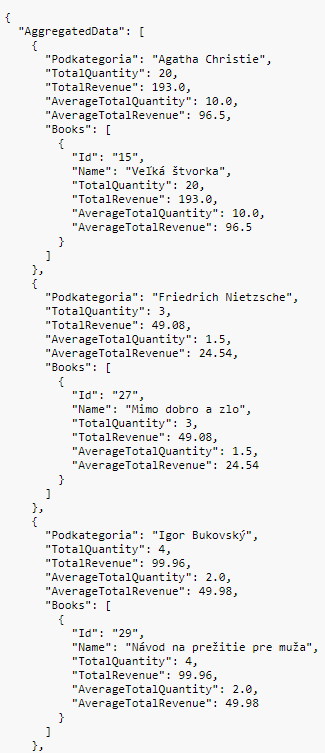 {
  "AggregatedData": [
    {
      "Podkategoria": "Agatha Christie",
      "TotalQuantity": 20,
      "TotalRevenue": 193.0,
      "AverageTotalQuantity": 10.0,
      "AverageTotalRevenue": 96.5,
      "Books": [
        {
          "Id": "15",
          "Name": "Veľká štvorka",
          "TotalQuantity": 20,
          "TotalRevenue": 193.0,
          "AverageTotalQuantity": 10.0,
          "AverageTotalRevenue": 96.5
        }
      ]
    },
    {
      "Podkategoria": "Friedrich Nietzsche",
      "TotalQuantity": 3,
      "TotalRevenue": 49.08,
      "AverageTotalQuantity": 1.5,
      "AverageTotalRevenue": 24.54,
      "Books": [
        {
          "Id": "27",
          "Name": "Mimo dobro a zlo",
          "TotalQuantity": 3,
          "TotalRevenue": 49.08,
          "AverageTotalQuantity": 1.5,
          "AverageTotalRevenue": 24.54
        }
      ]
    },
    {
      "Podkategoria": "Igor Bukovský",
      "TotalQuantity": 4,
      "TotalRevenue": 99.96,
      "AverageTotalQuantity": 2.0,
      "AverageTotalRevenue": 49.98,
      "Books": [
        {
          "Id": "29",
          "Name": "Návod na prežitie pre muža",
          "TotalQuantity": 4,
          "TotalRevenue": 99.96,
          "AverageTotalQuantity": 2.0,
          "AverageTotalRevenue": 49.98
        }
      ]
    },